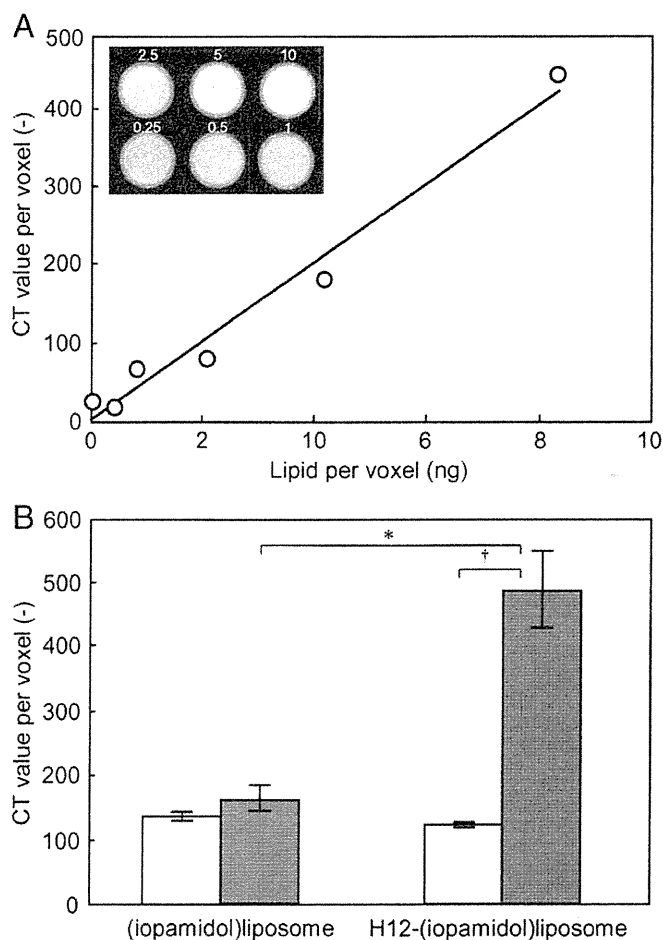 A
500
400
300
200
100
0
CT value per voxel (-)
2.5 5 10
0.25 0.5 1
0 2 10 6 8 10
Lipid per voxel (ng)
B
600
500
400
300
200
100
0
CT value per voxel (-)
*
†
(iopamidol)liposome H12-(iopamidol)liposome